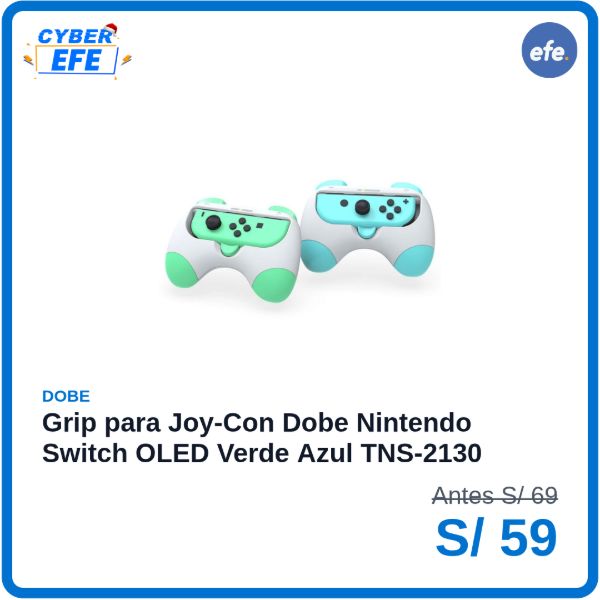 CYBER
EFE
efe.
DOBE
Grip para Joy-Con Dobe Nintendo
Switch OLED Verde Azul TNS-2130
Antes S/ 69
S/ 59